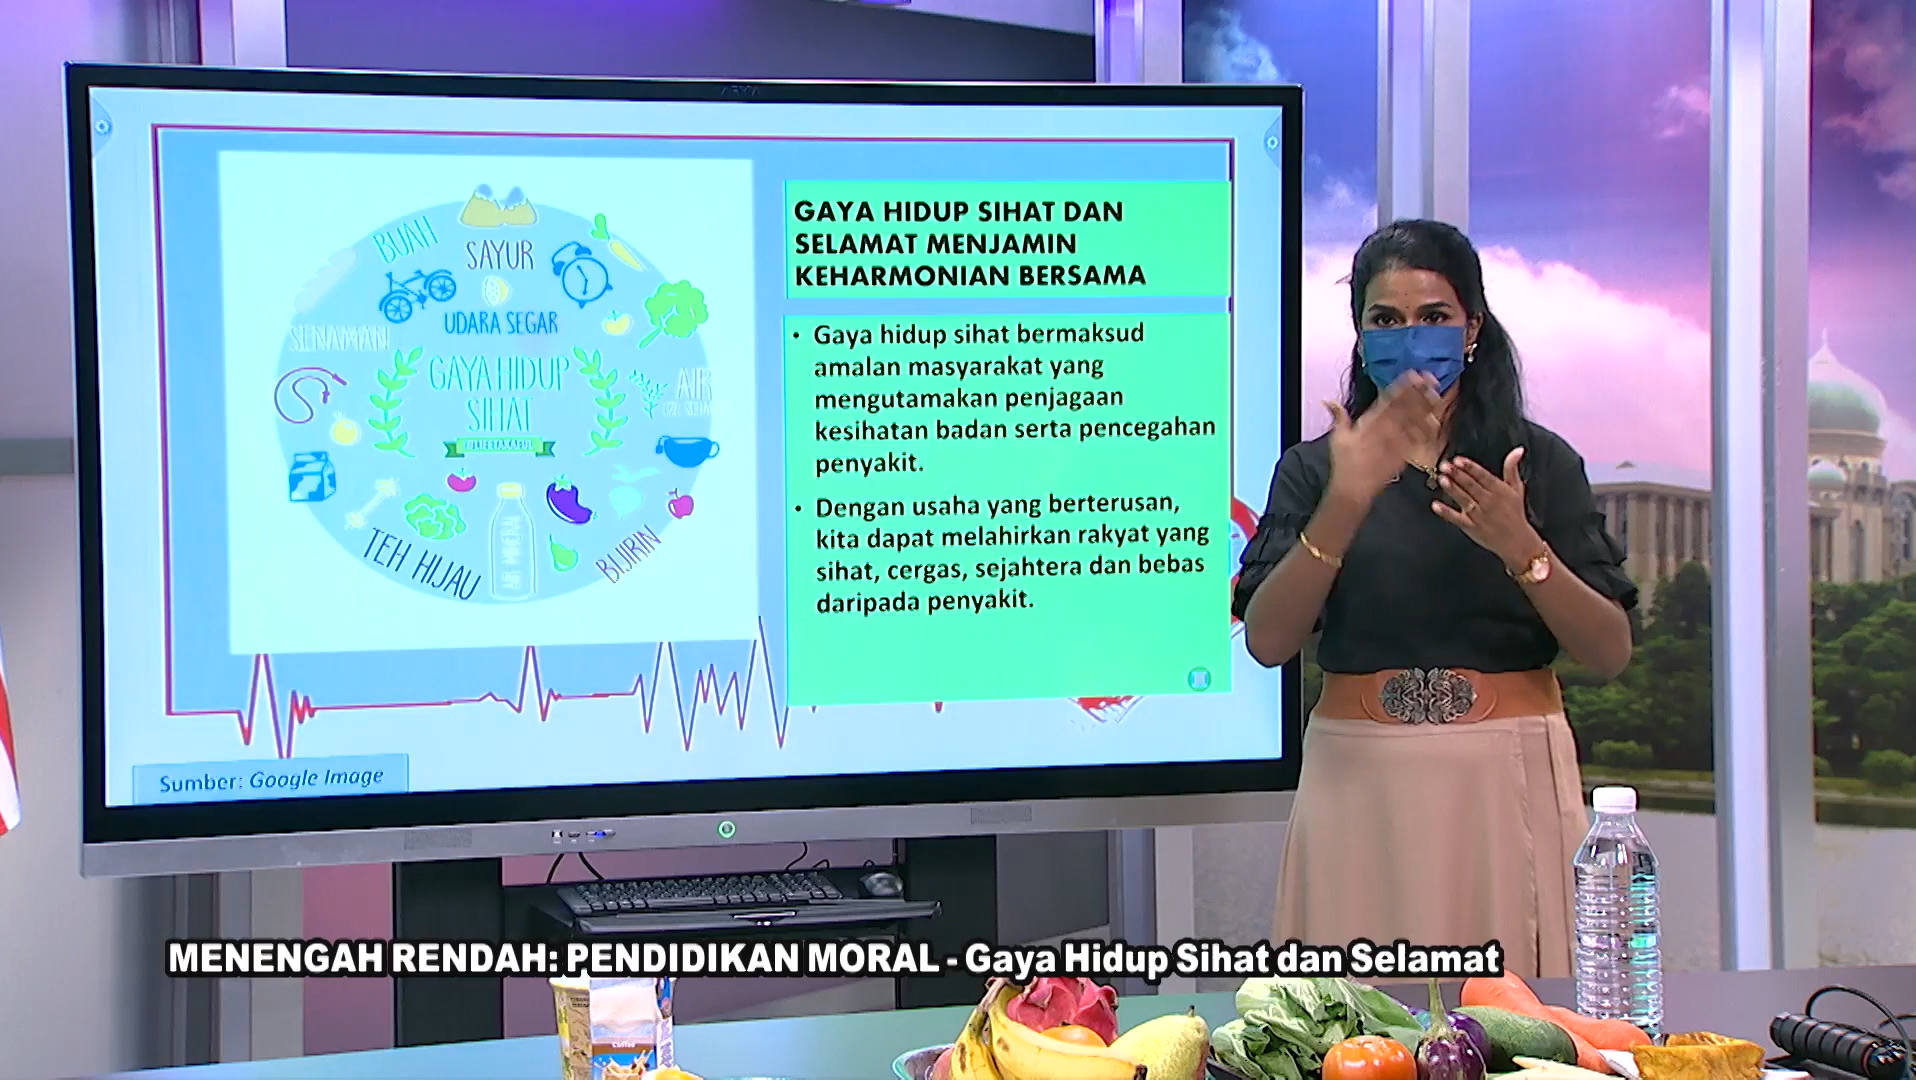 GAYA HIDUP SIHAT DAN
SELAMAT MENJAMIN
KEHARMONIAN BERSAMA
• Gaya hidup sihat bermaksud
amalan masyarakat yang
mengutamakan penjagaan
kesihatan badan serta pencegahan
penyakit.
• Dengan usaha yang berterusan,
kita dapat melahirkan rakyat yang
sihat, cergas, sejahtera dan bebas
daripada penyakit.
BUAH
SAYUR
UDARA SEGAR
SENAMAN
GAYA HIDUP
SIHAT
AIR
TEH HIJAU
AIR MINERAL
BIJIRIN
Sumber: Google Image
MENENGAH RENDAH: PENDIDIKAN MORAL - Gaya Hidup Sihat dan Selamat